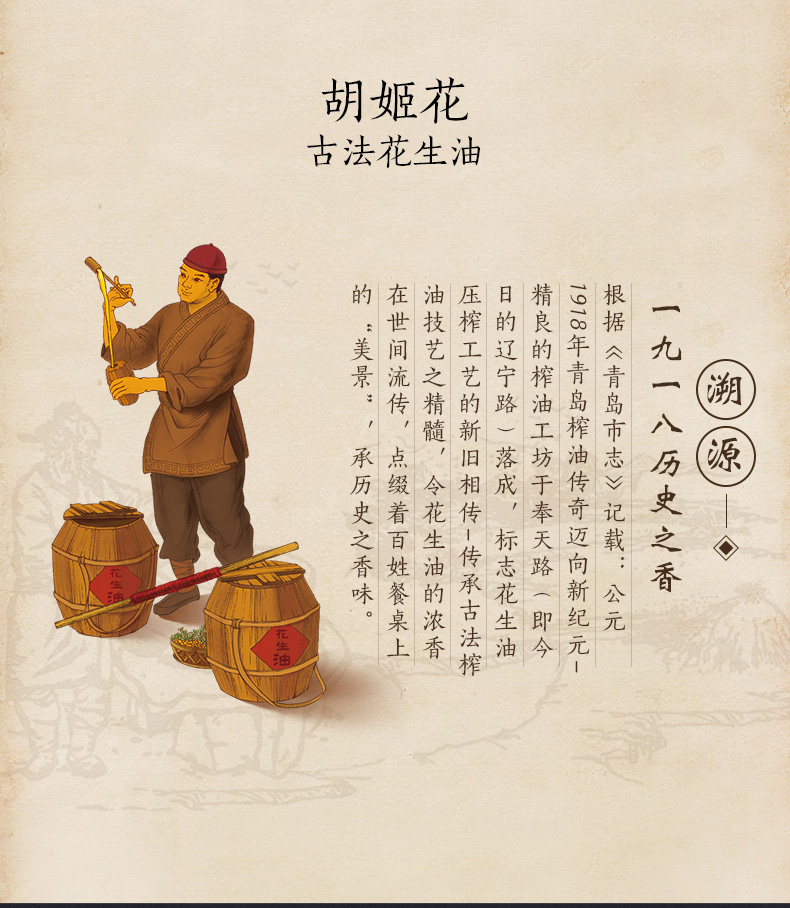 胡姬花
古法花生油
溯源
一九一八历史之香
根据《青岛市志》记载：公元
1918年青岛榨油传奇迈向新纪元-
精良的榨油工坊于奉天路（即今
日的辽宁路）落成，标志花生油
压榨工艺的新旧相传-传承古法榨
油技艺之精髓，令花生油的浓香
在世间流传，点缀着百姓餐桌上
的“美景”，承历史之香味。
花生油
花生油